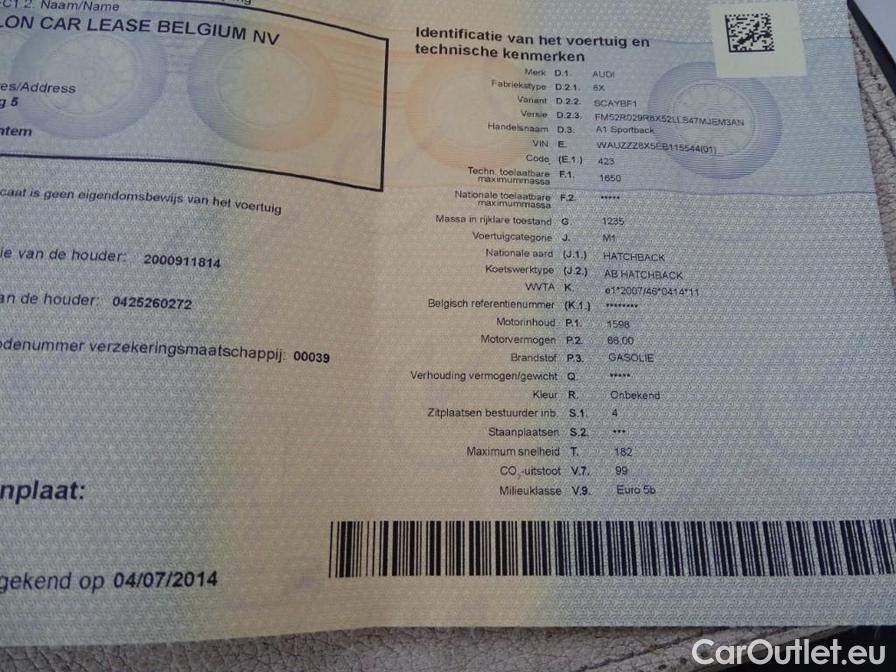 C1.2. Naam/Name
LON CAR LEASE BELGIUM NV
res/Address
g 5
ntem
caat is geen eigendomsbewijs van het voertuig
ie van de houder: 2000911814
an de houder: 0425260272
odenummer verzekeringsmaatschappij: 00039
nplaat:
gekend op 04/07/2014
Identificatie van het voertuig en
technische kenmerken
Merk D.1. AUDI
Fabriekstype D.2.1. 8X
Variant D.2.2. SCAYBF1
Versie D.2.3. FM52R029R8X52LLS47MJEM3AN
Handelsnaam D.3. A1 Sportback
VIN E. WAUZZZ8X5EB115544(01)
Code (E.1.) 423
Techn. toelaatbare
maximummassa F.1. 1650
Nationale toelaatbare
maximummassa F.2. *****
Massa in rijklare toestand G. 1235
Voertuigcategorie J. M1
Nationale aard (J.1.) HATCHBACK
Koetswerktype (J.2.) AB HATCHBACK
WVTA K. e1*2007/46*0414*11
Belgisch referentienummer (K.1.) ********
Motorinhoud P.1. 1598
Motorvermogen P.2. 66.00
Brandstof P.3. GASOLIE
Verhouding vermogen/gewicht Q. *****
Kleur R. Onbekend
Zitplaatsen bestuurder inb. S.1. 4
Staanplaatsen S.2. ***
Maximum snelheid T. 182
CO₂-uitstoot V.7. 99
Milieuklasse V.9. Euro 5b
CarOutlet.eu